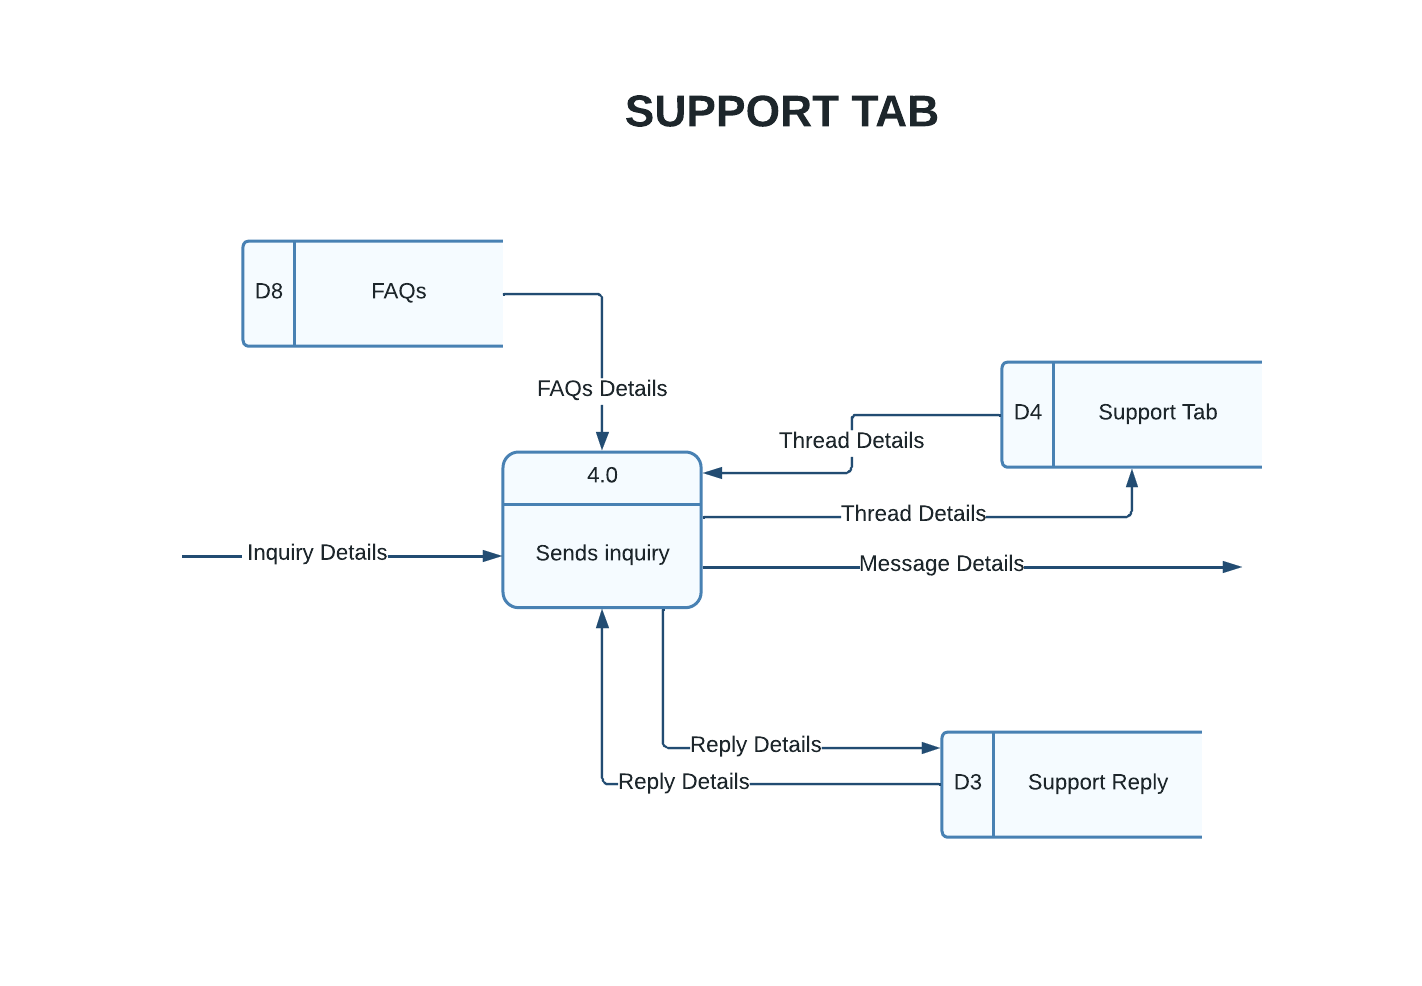 SUPPORT TAB
D8
FAQs
FAQs Details
D4
Support Tab
Thread Details
4.0
Thread Details
Inquiry Details
Sends inquiry
Message Details
Reply Details
Reply Details
D3
Support Reply